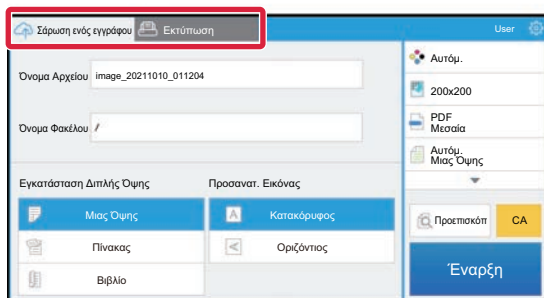 Σάρωση ενός εγγράφου Εκτύπωση User
Όνομα Αρχείου image_20211010_011204
Όνομα Φακέλου /
Εγκατάσταση Διπλής Όψης Προσανατ. Εικόνας
Μιας Όψης A Κατακόρυφος
Πίνακας A Οριζόντιος
Βιβλίο
Αυτόμ.
200x200
PDF
Μεσαία
Αυτόμ.
Μιας Όψης
Προεπισκόπ CA
Έναρξη